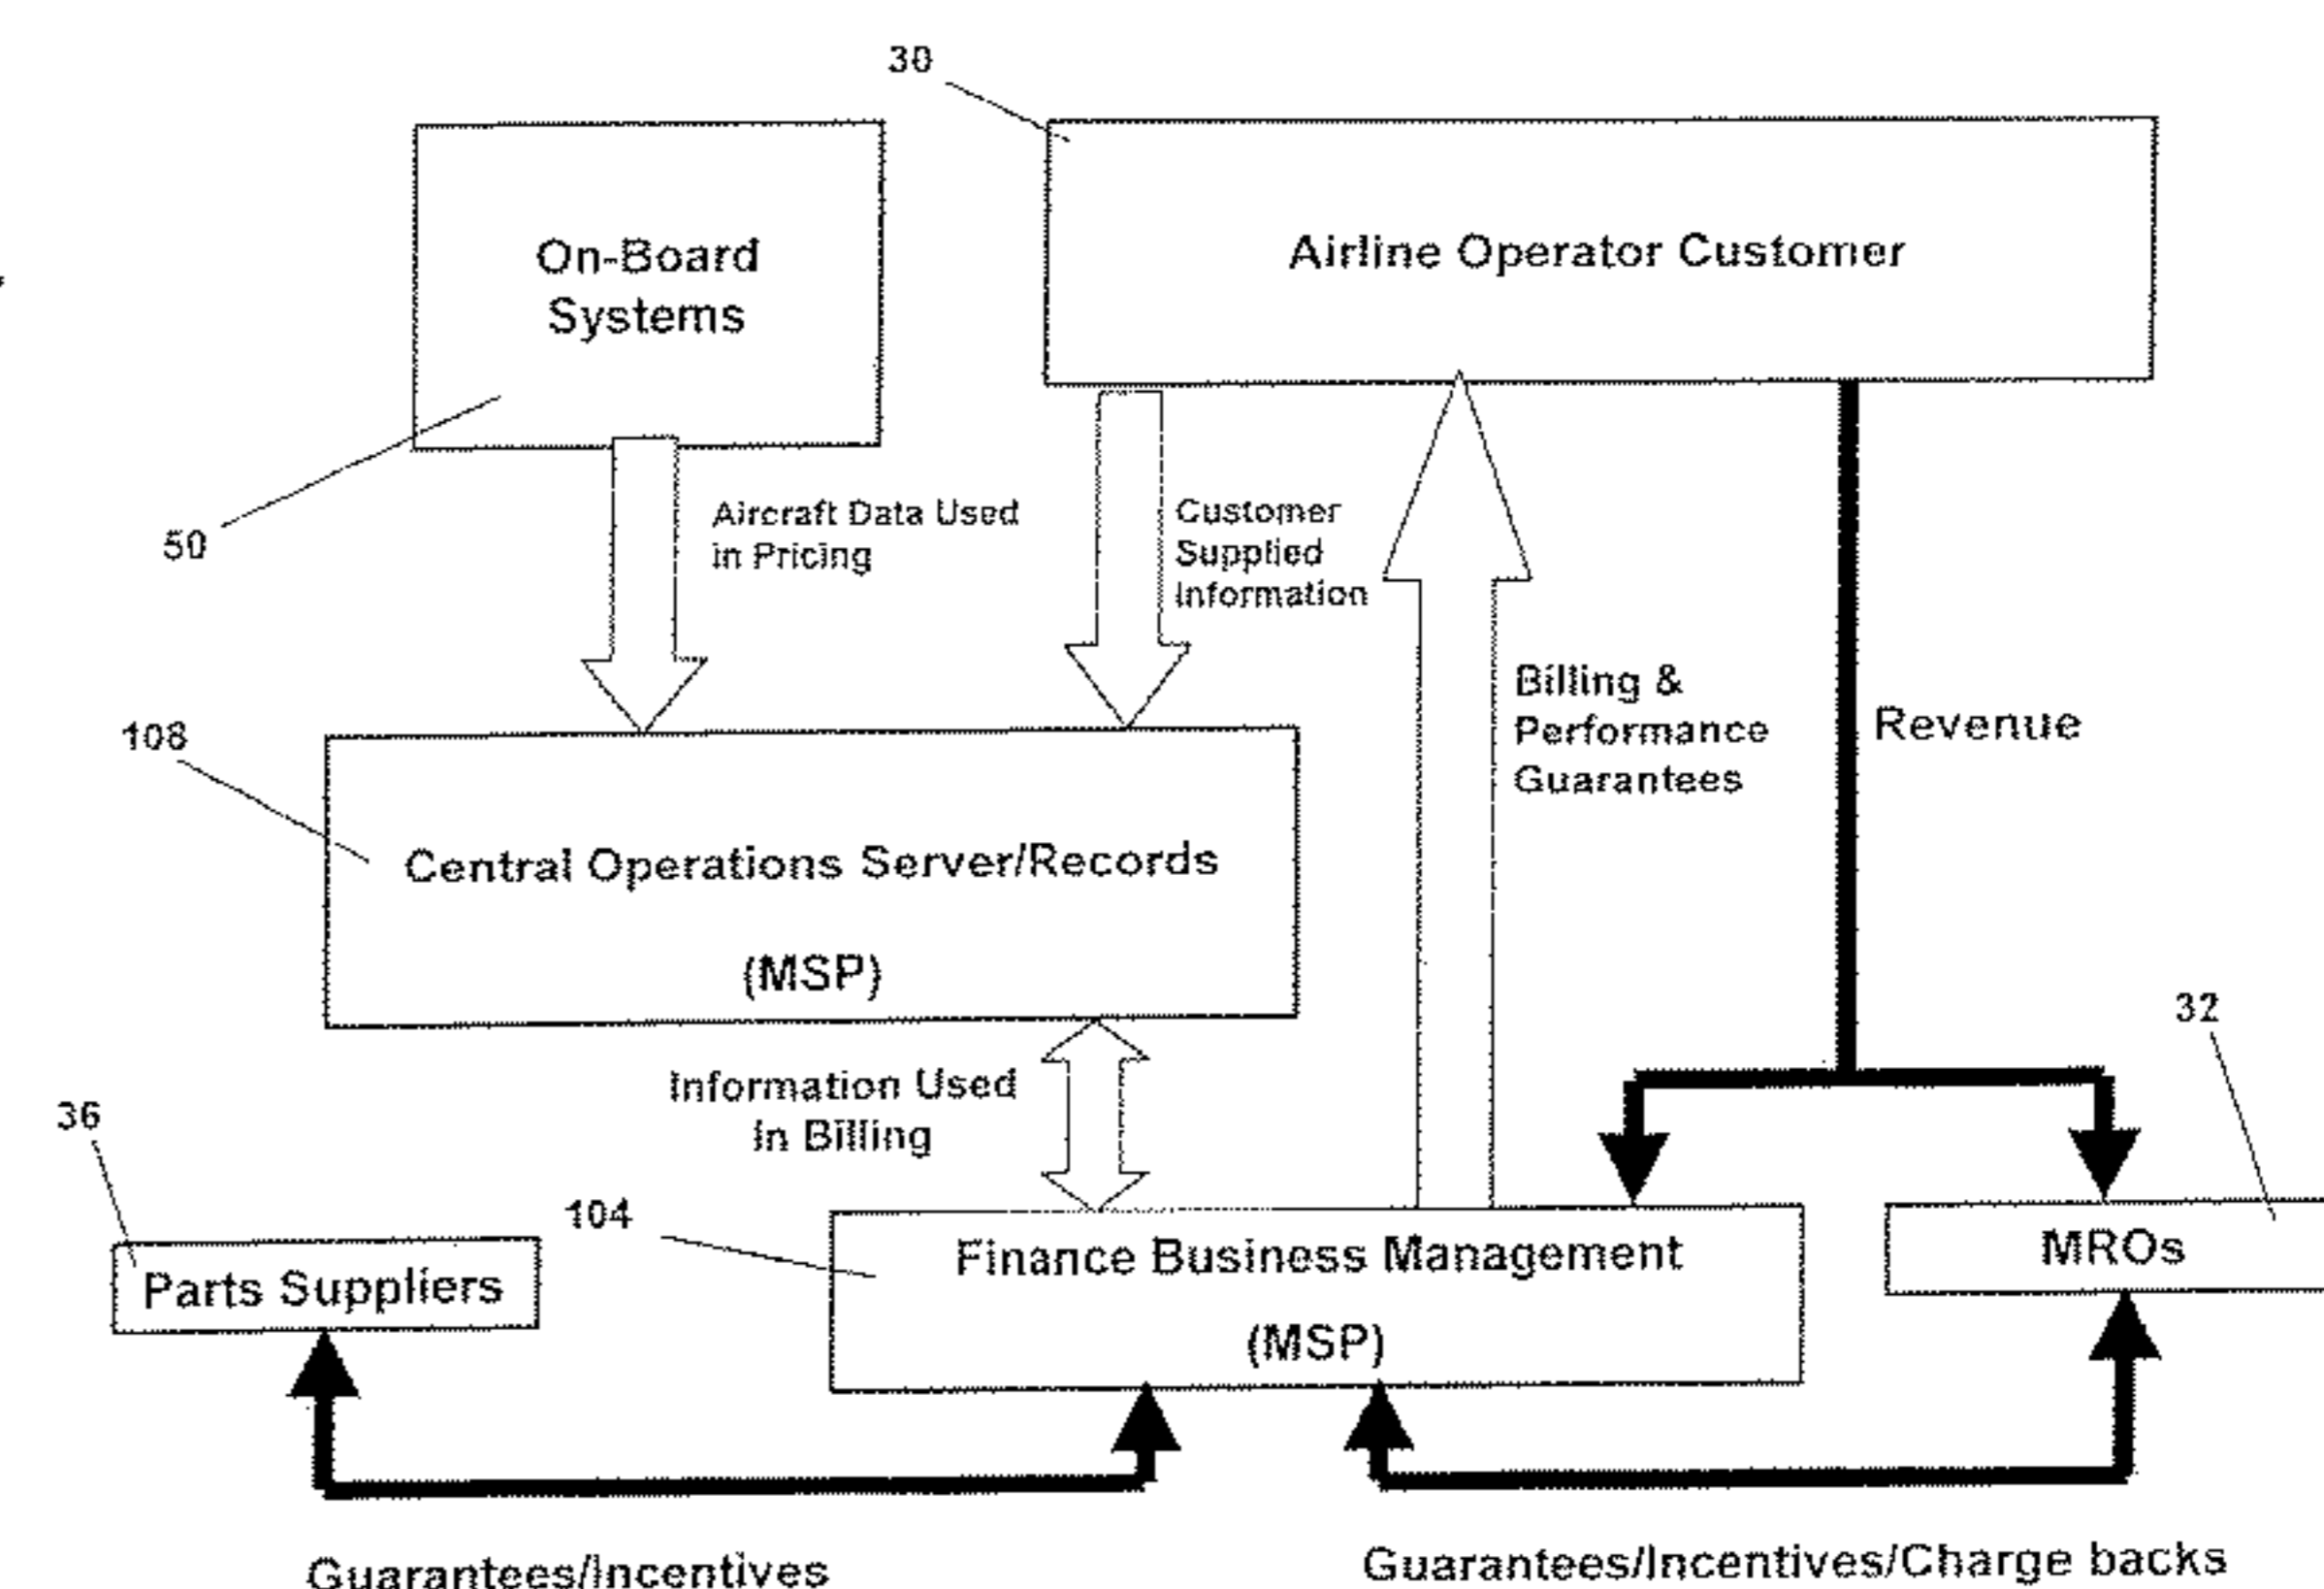 30
On-Board
Systems
Airline Operator Customer
50
Aircraft Data Used
in Pricing
Customer
Supplied
Information
Billing &
Performance
Guarantees
Revenue
108
Central Operations Server/Records
(MSP)
32
Information Used
In Billing
36
104
Parts Suppliers
Finance Business Management
(MSP)
MROs
Guarantees/Incentives
Guarantees/Incentives/Charge backs